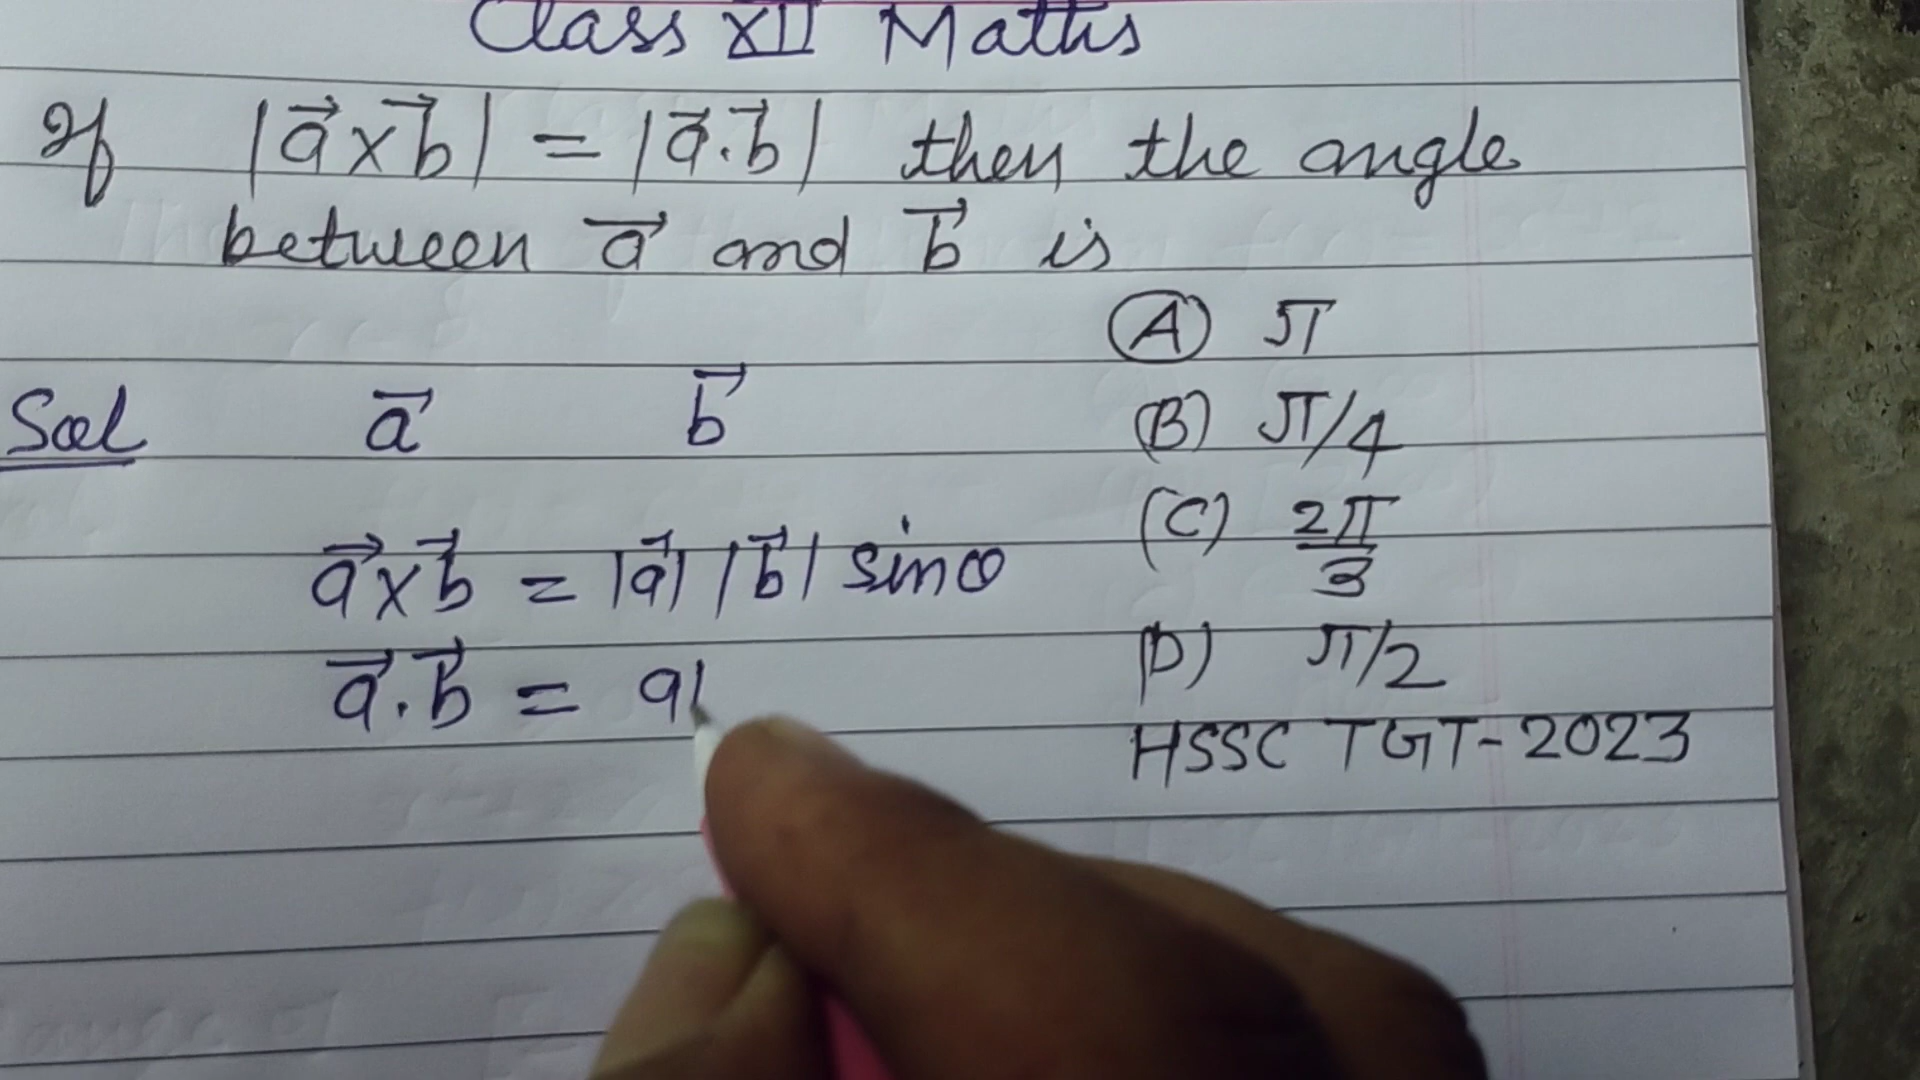 Class XII Maths
If |a⃗×b⃗| = |a⃗.b⃗| then the angle
between a⃗ and b⃗ is
(A) π
Sol a⃗ b⃗
(B) π/4
(C) 2π/3
a⃗×b⃗ = |a⃗| |b⃗| sinθ
(D) π/2
a⃗.b⃗ = ab
HSSC TGT-2023